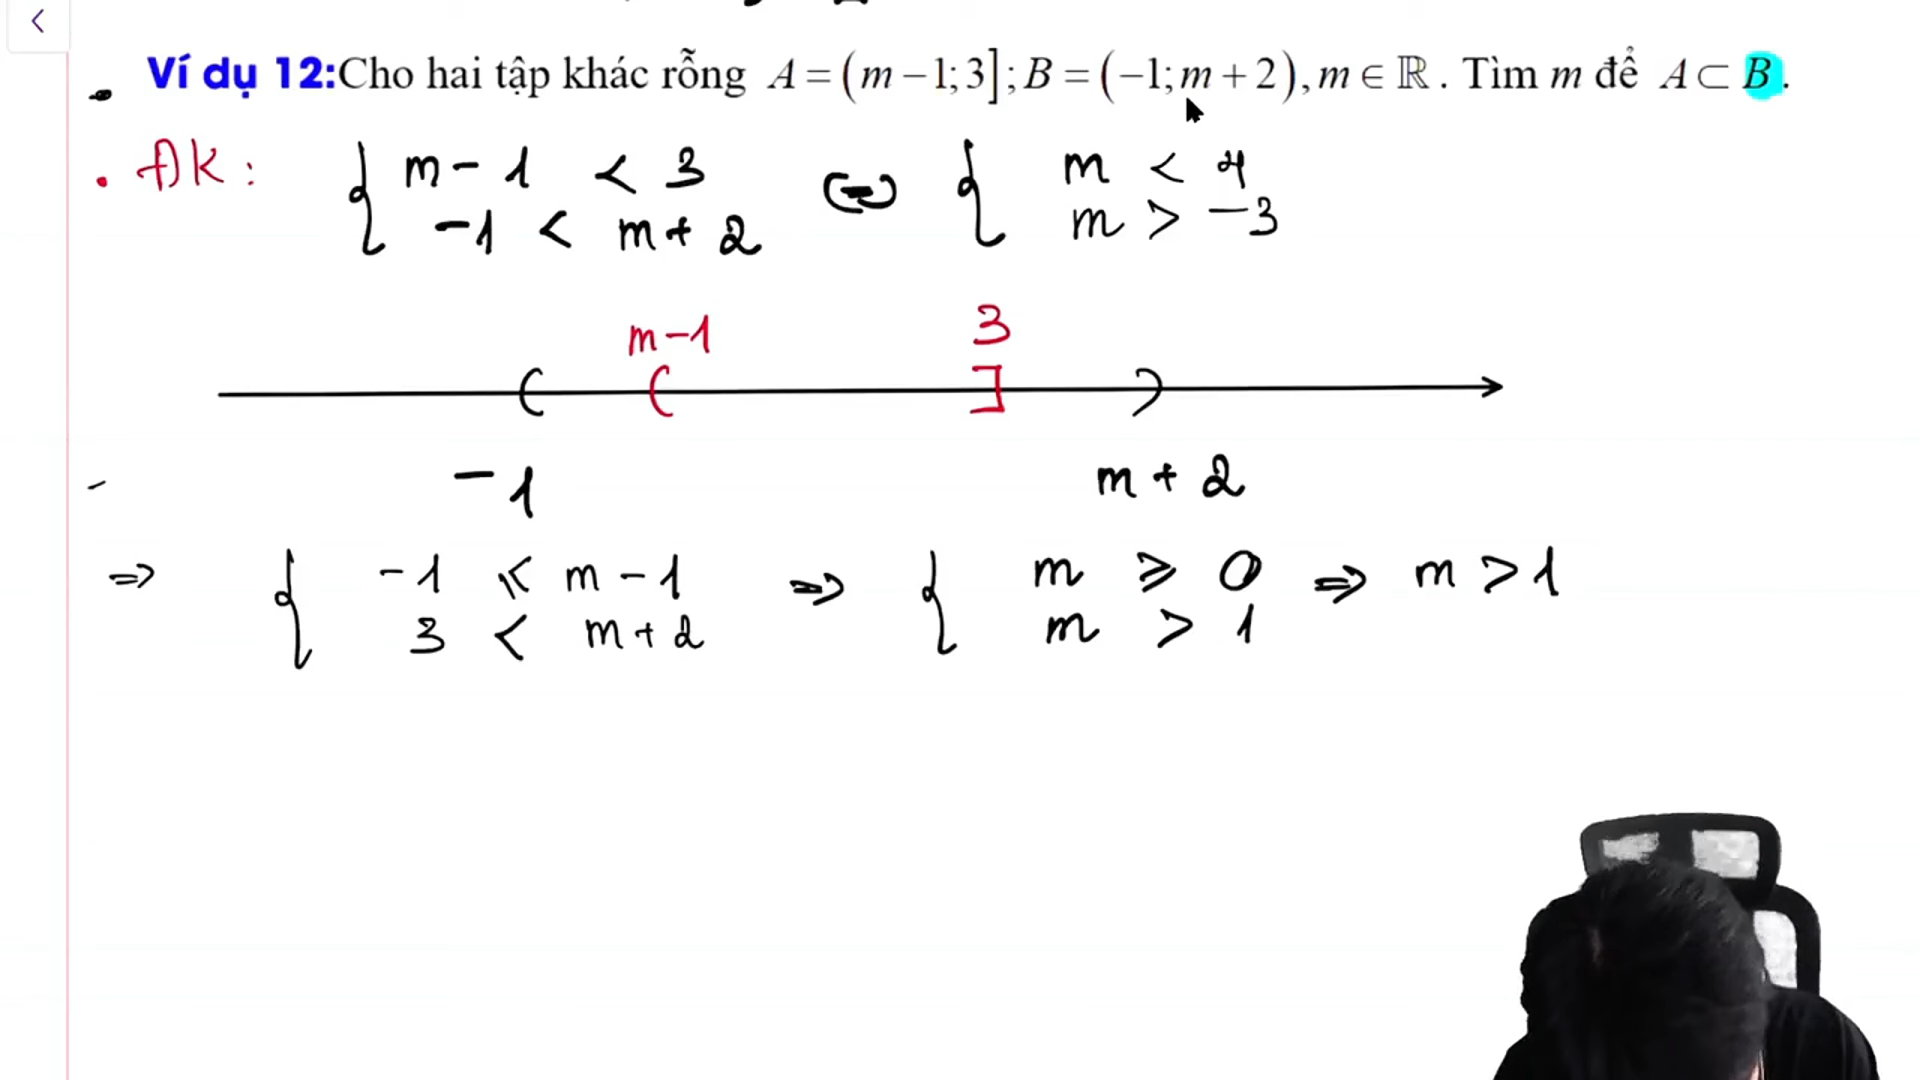 Ví dụ 12:Cho hai tập khác rỗng A = (m − 1; 3]; B = (−1; m + 2), m ∈ ℝ. Tìm m để A ⊂ B.
ĐK: { m - 1 < 3 ⇔ { m < 4
-1 < m + 2 m > -3
m - 1 3
( ( ] )
- 1 m + 2
⇒ { - 1 ⩽ m - 1 ⇒ { m ⩾ 0 ⇒ m > 1
3 < m + 2 m > 1